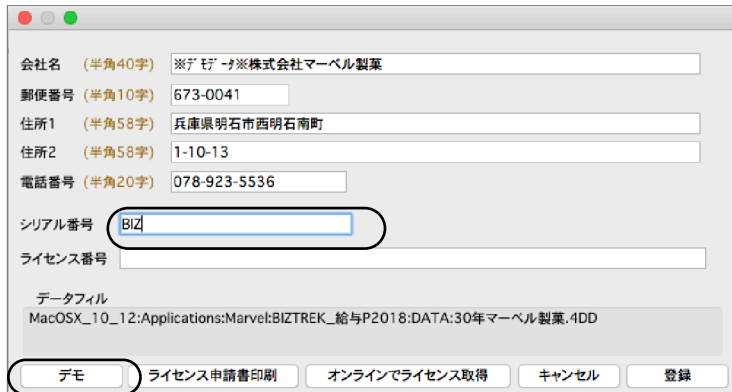 会社名 (半角40字) ※ﾃﾞﾓﾃﾞｰﾀ※株式会社マーベル製菓
郵便番号 (半角10字) 673-0041
住所1 (半角58字) 兵庫県明石市西明石南町
住所2 (半角58字) 1-10-13
電話番号 (半角20字) 078-923-5536
シリアル番号 BIZ
ライセンス番号
データフィル
MacOSX_10_12:Applications:Marvel:BIZTREK_給与P2018:DATA:30年マーベル製菓.4DD
デモ ライセンス申請書印刷 オンラインでライセンス取得 キャンセル 登録